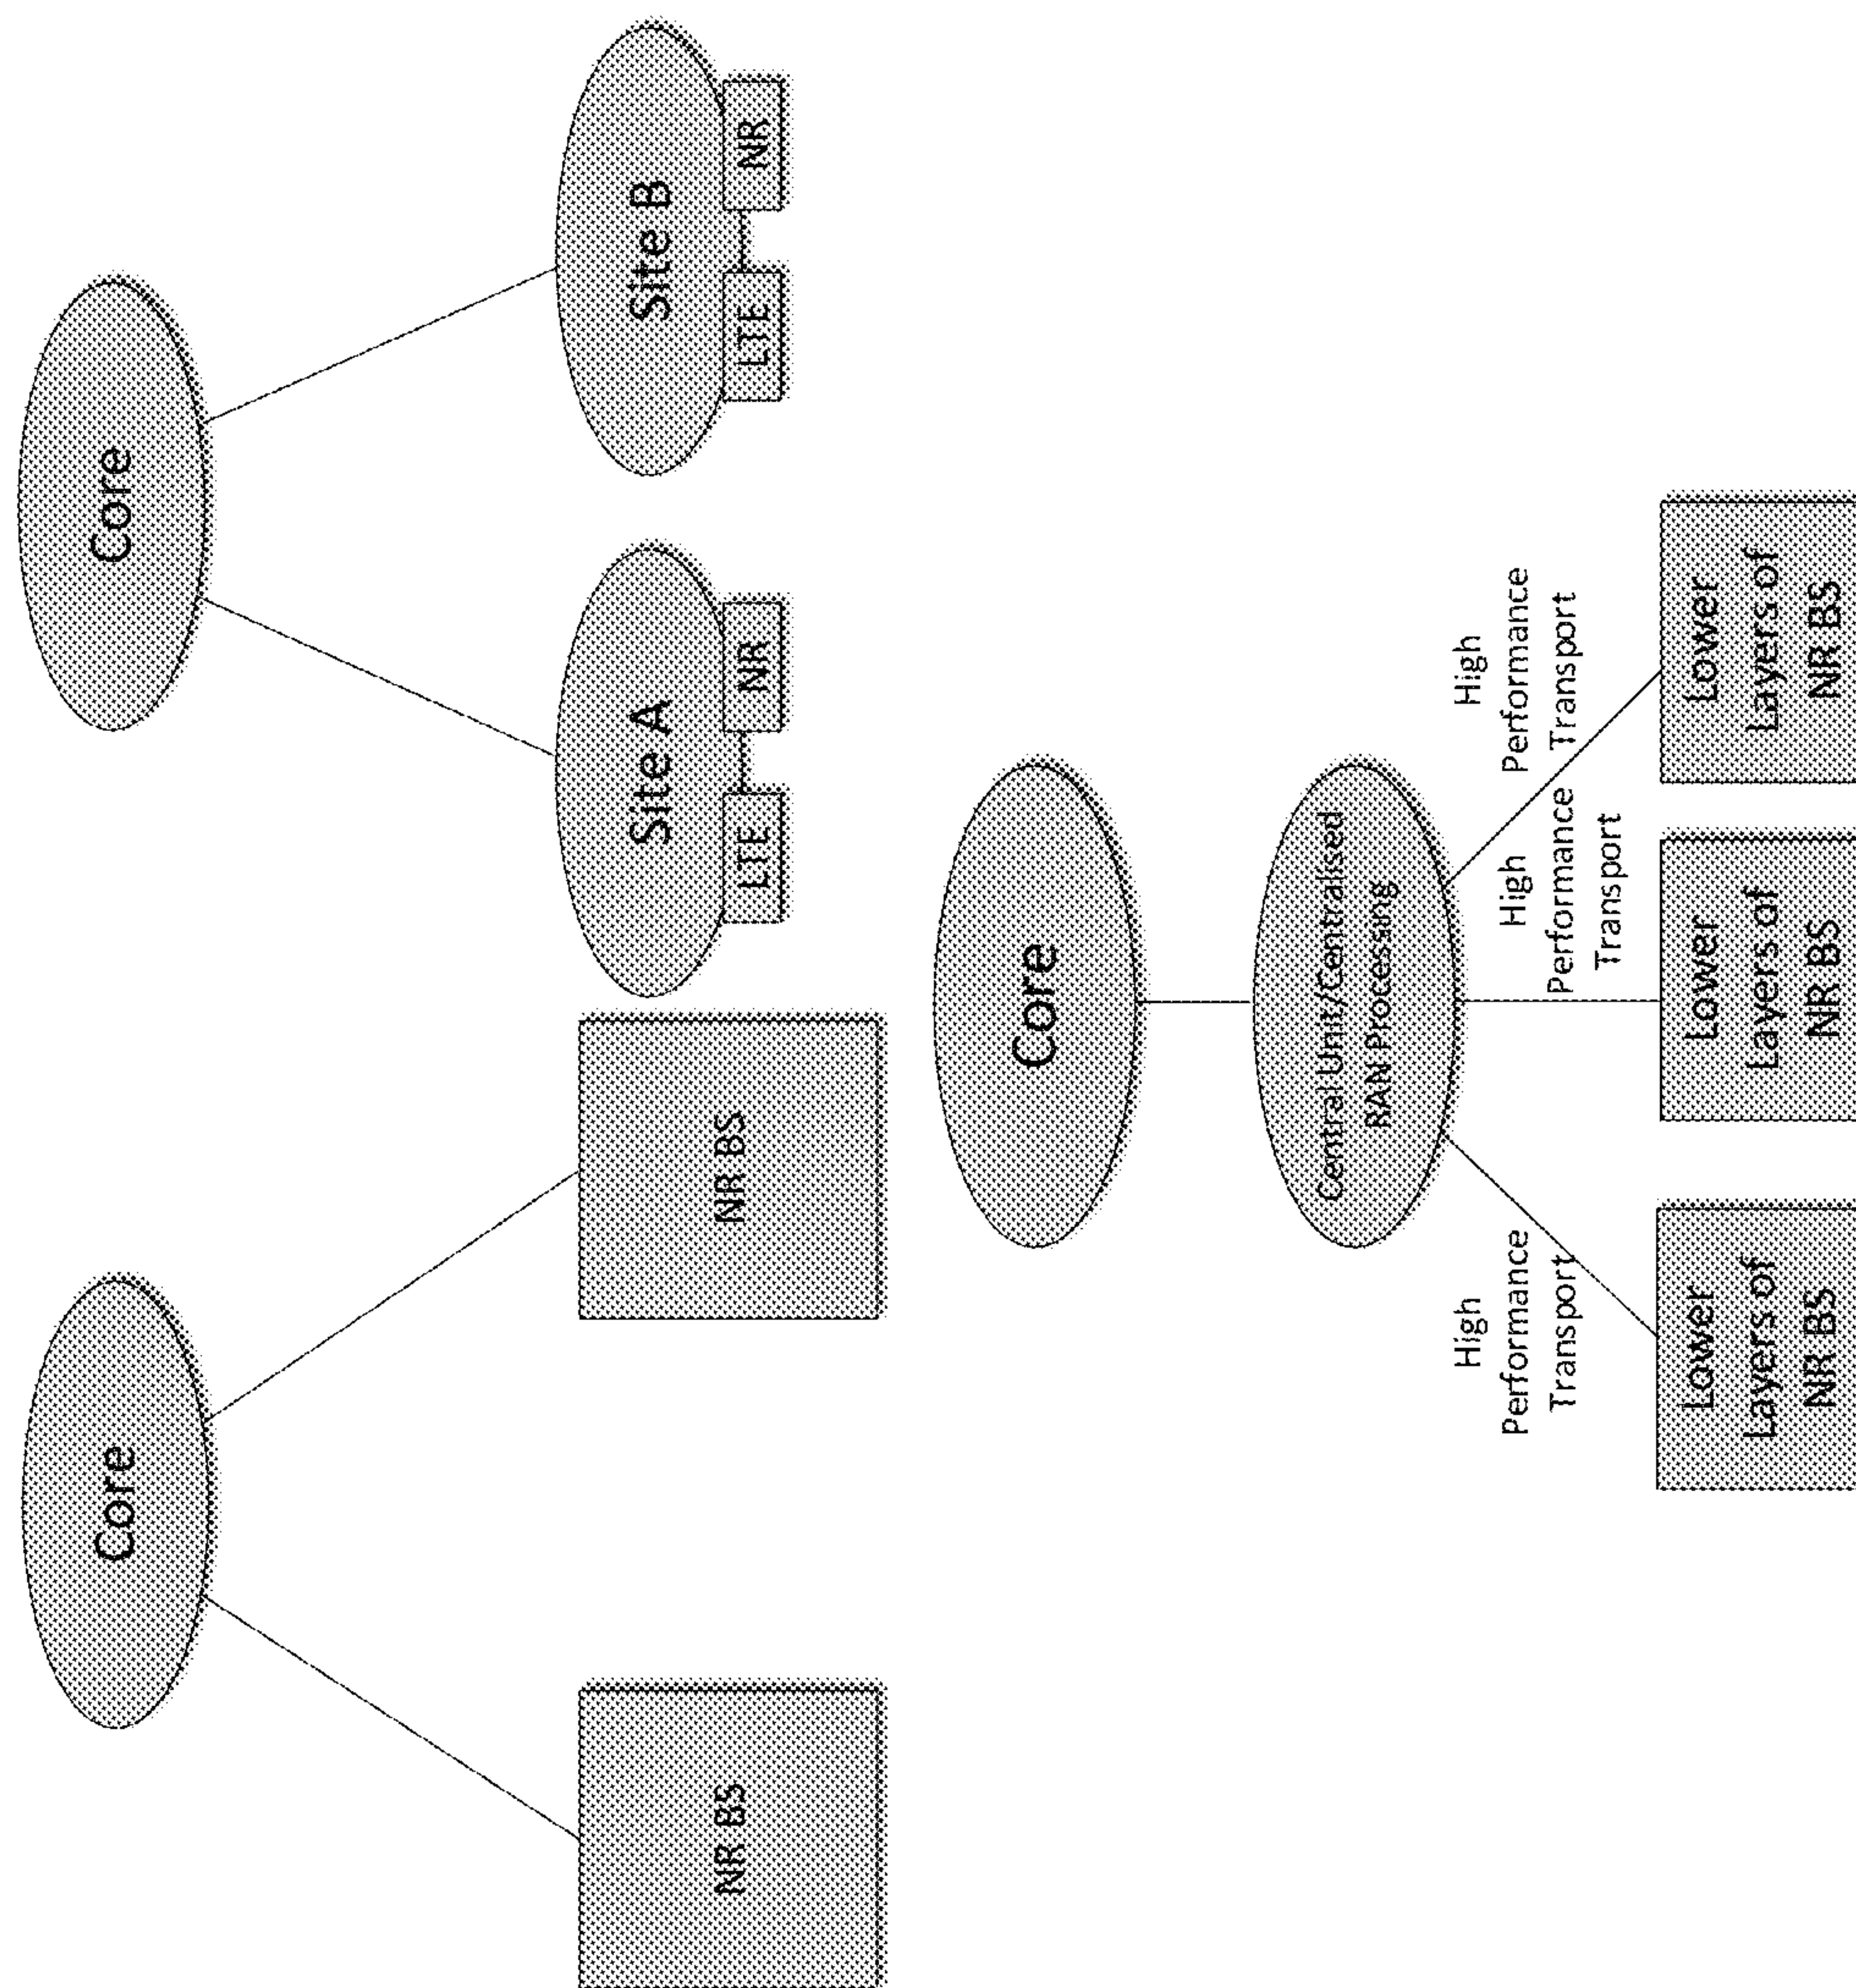 Core
NR BS
NR BS
Core
Site A
LTE
NR
Site B
LTE
NR
Core
Central Unit/Centralised
RAN Processing
High
Performance
Transport
High
Performance
Transport
High
Performance
Transport
Lower
Layers of
NR BS
Lower
Layers of
NR BS
Lower
Layers of
NR BS